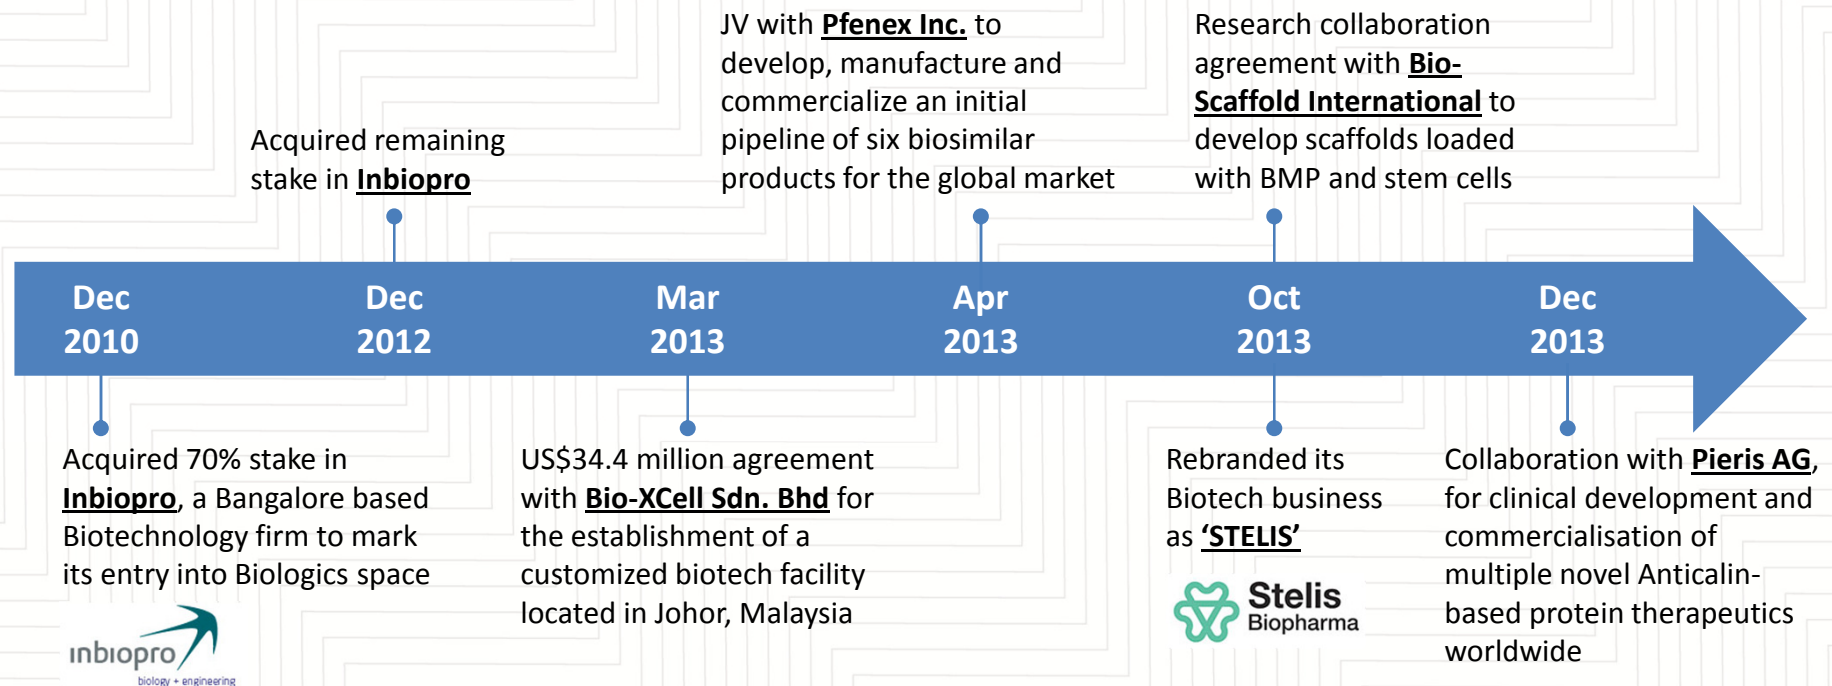 JV with Pfenex Inc. to
develop, manufacture and
commercialize an initial
pipeline of six biosimilar
products for the global market
Research collaboration
agreement with Bio-
Scaffold International to
develop scaffolds loaded
with BMP and stem cells
Acquired remaining
stake in Inbiopro
Dec
2010
Dec
2012
Mar
2013
Apr
2013
Oct
2013
Dec
2013
Acquired 70% stake in
Inbiopro, a Bangalore based
Biotechnology firm to mark
its entry into Biologics space
inbiopro
biology + engineering
US$34.4 million agreement
with Bio-XCell Sdn. Bhd for
the establishment of a
customized biotech facility
located in Johor, Malaysia
Rebranded its
Biotech business
as ‘STELIS’
Stelis
Biopharma
Collaboration with Pieris AG,
for clinical development and
commercialisation of
multiple novel Anticalin-
based protein therapeutics
worldwide